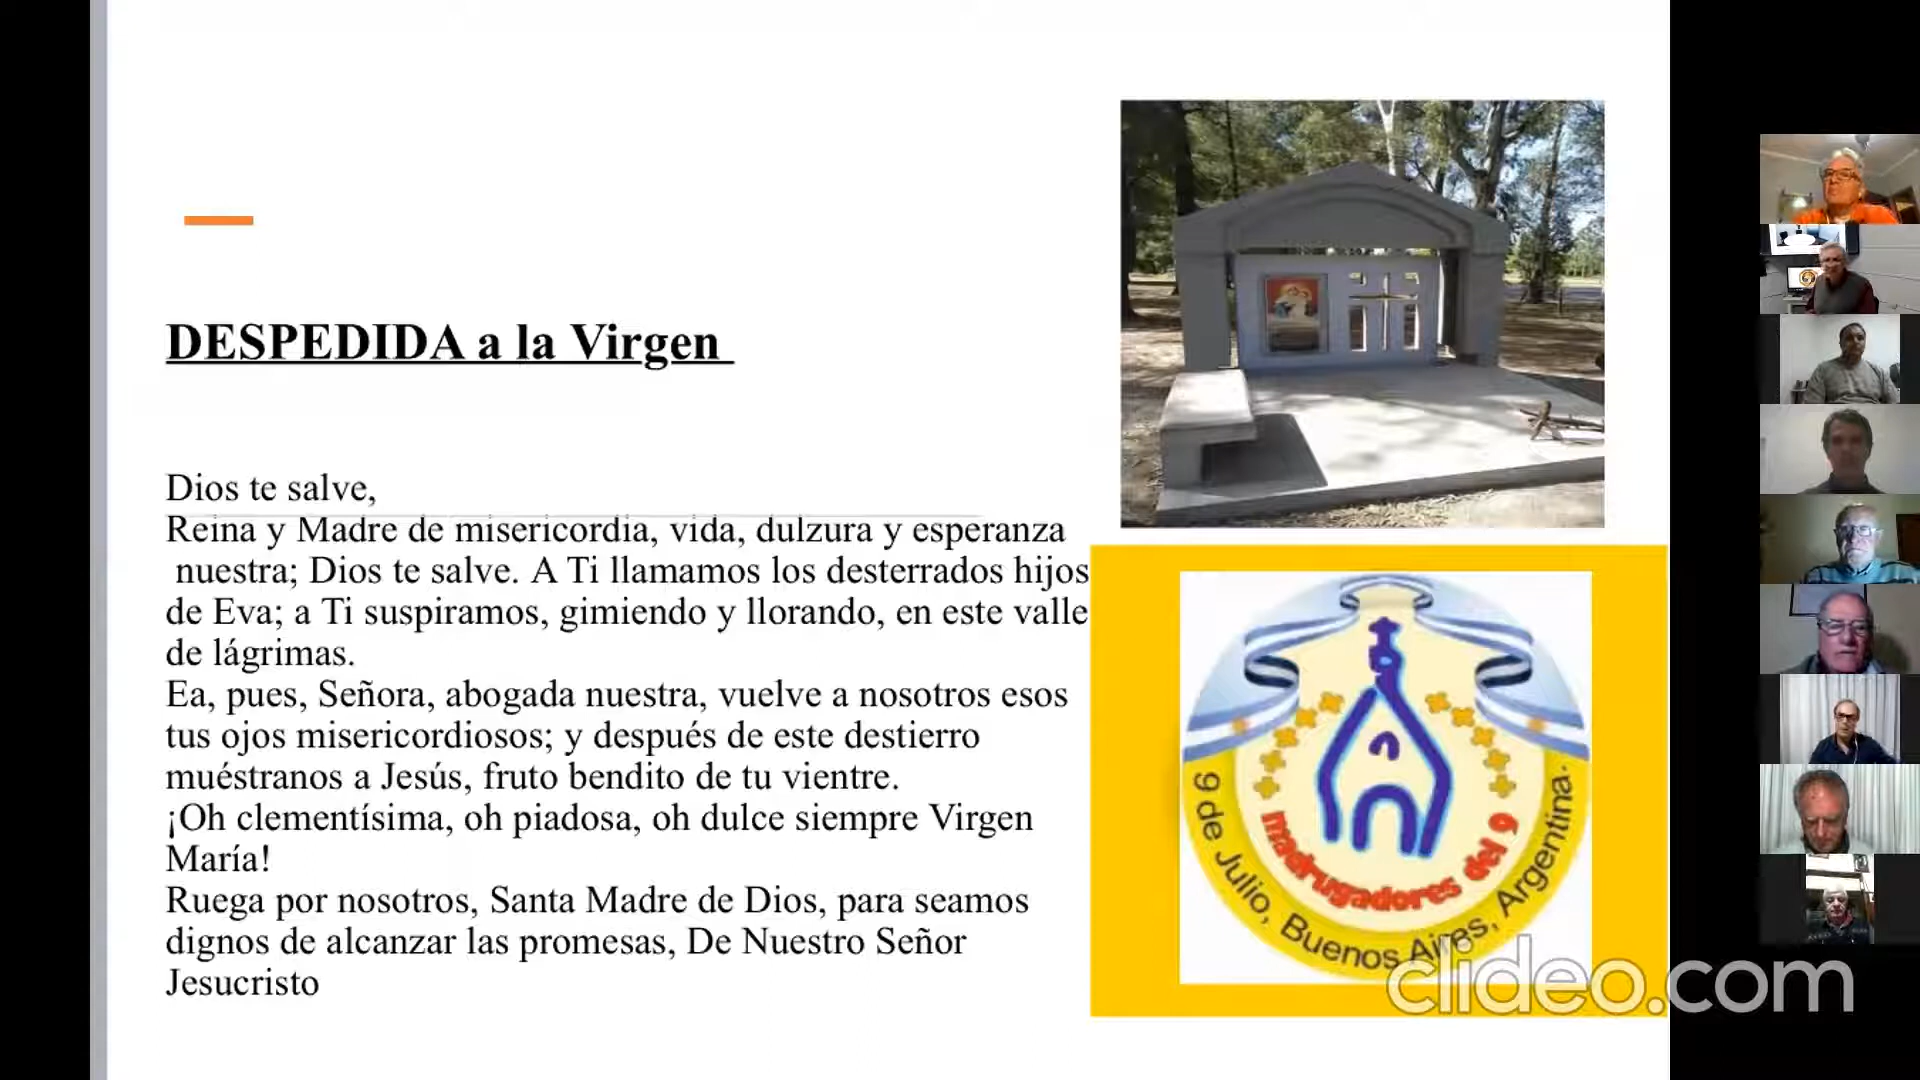 DESPEDIDA a la Virgen
Dios te salve,
Reina y Madre de misericordia, vida, dulzura y esperanza
nuestra; Dios te salve. A Ti llamamos los desterrados hijos
de Eva; a Ti suspiramos, gimiendo y llorando, en este valle
de lágrimas.
Ea, pues, Señora, abogada nuestra, vuelve a nosotros esos
tus ojos misericordiosos; y después de este destierro
muéstranos a Jesús, fruto bendito de tu vientre.
¡Oh clementísima, oh piadosa, oh dulce siempre Virgen
María!
Ruega por nosotros, Santa Madre de Dios, para seamos
dignos de alcanzar las promesas, De Nuestro Señor
Jesucristo
madrugadores del 9
9 de Julio, Buenos Aires, Argentina.
clideo.com